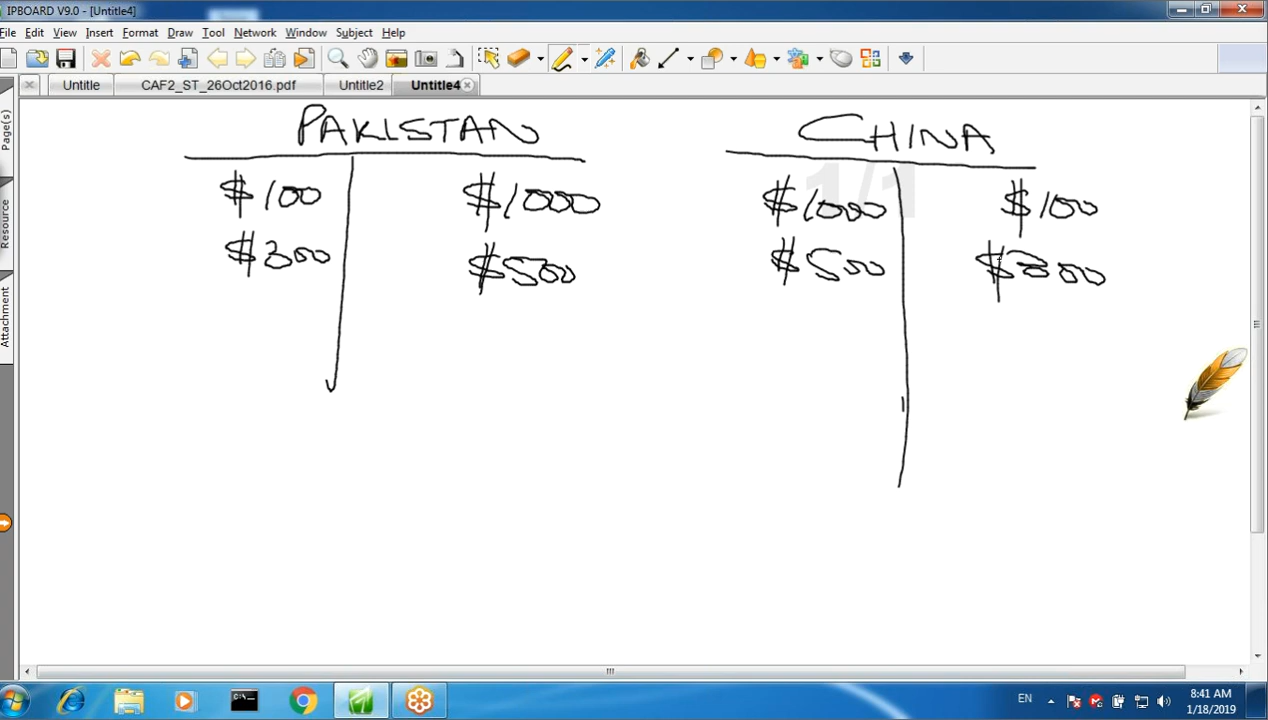 IPBOARD V9.0 - [Untitle4]
File Edit View Insert Format Draw Tool Network Window Subject Help
Untitle CAF2_ST_26Oct2016.pdf Untitle2 Untitle4
Page(s)
Resource
Attachment
PAKISTAN CHINA
1/1
$100 $1000 $1000 $100
$300 $500 $500 $300
EN 8:41 AM
1/18/2019